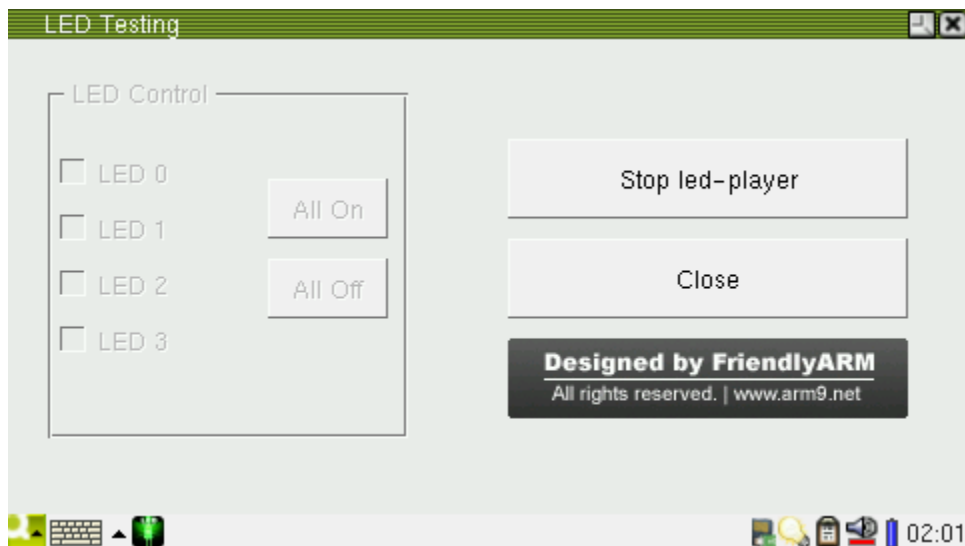 LED Testing
LED Control
LED 0
LED 1
LED 2
LED 3
All On
All Off
Stop led-player
Close
Designed by FriendlyARM
All rights reserved. | www.arm9.net
02:01